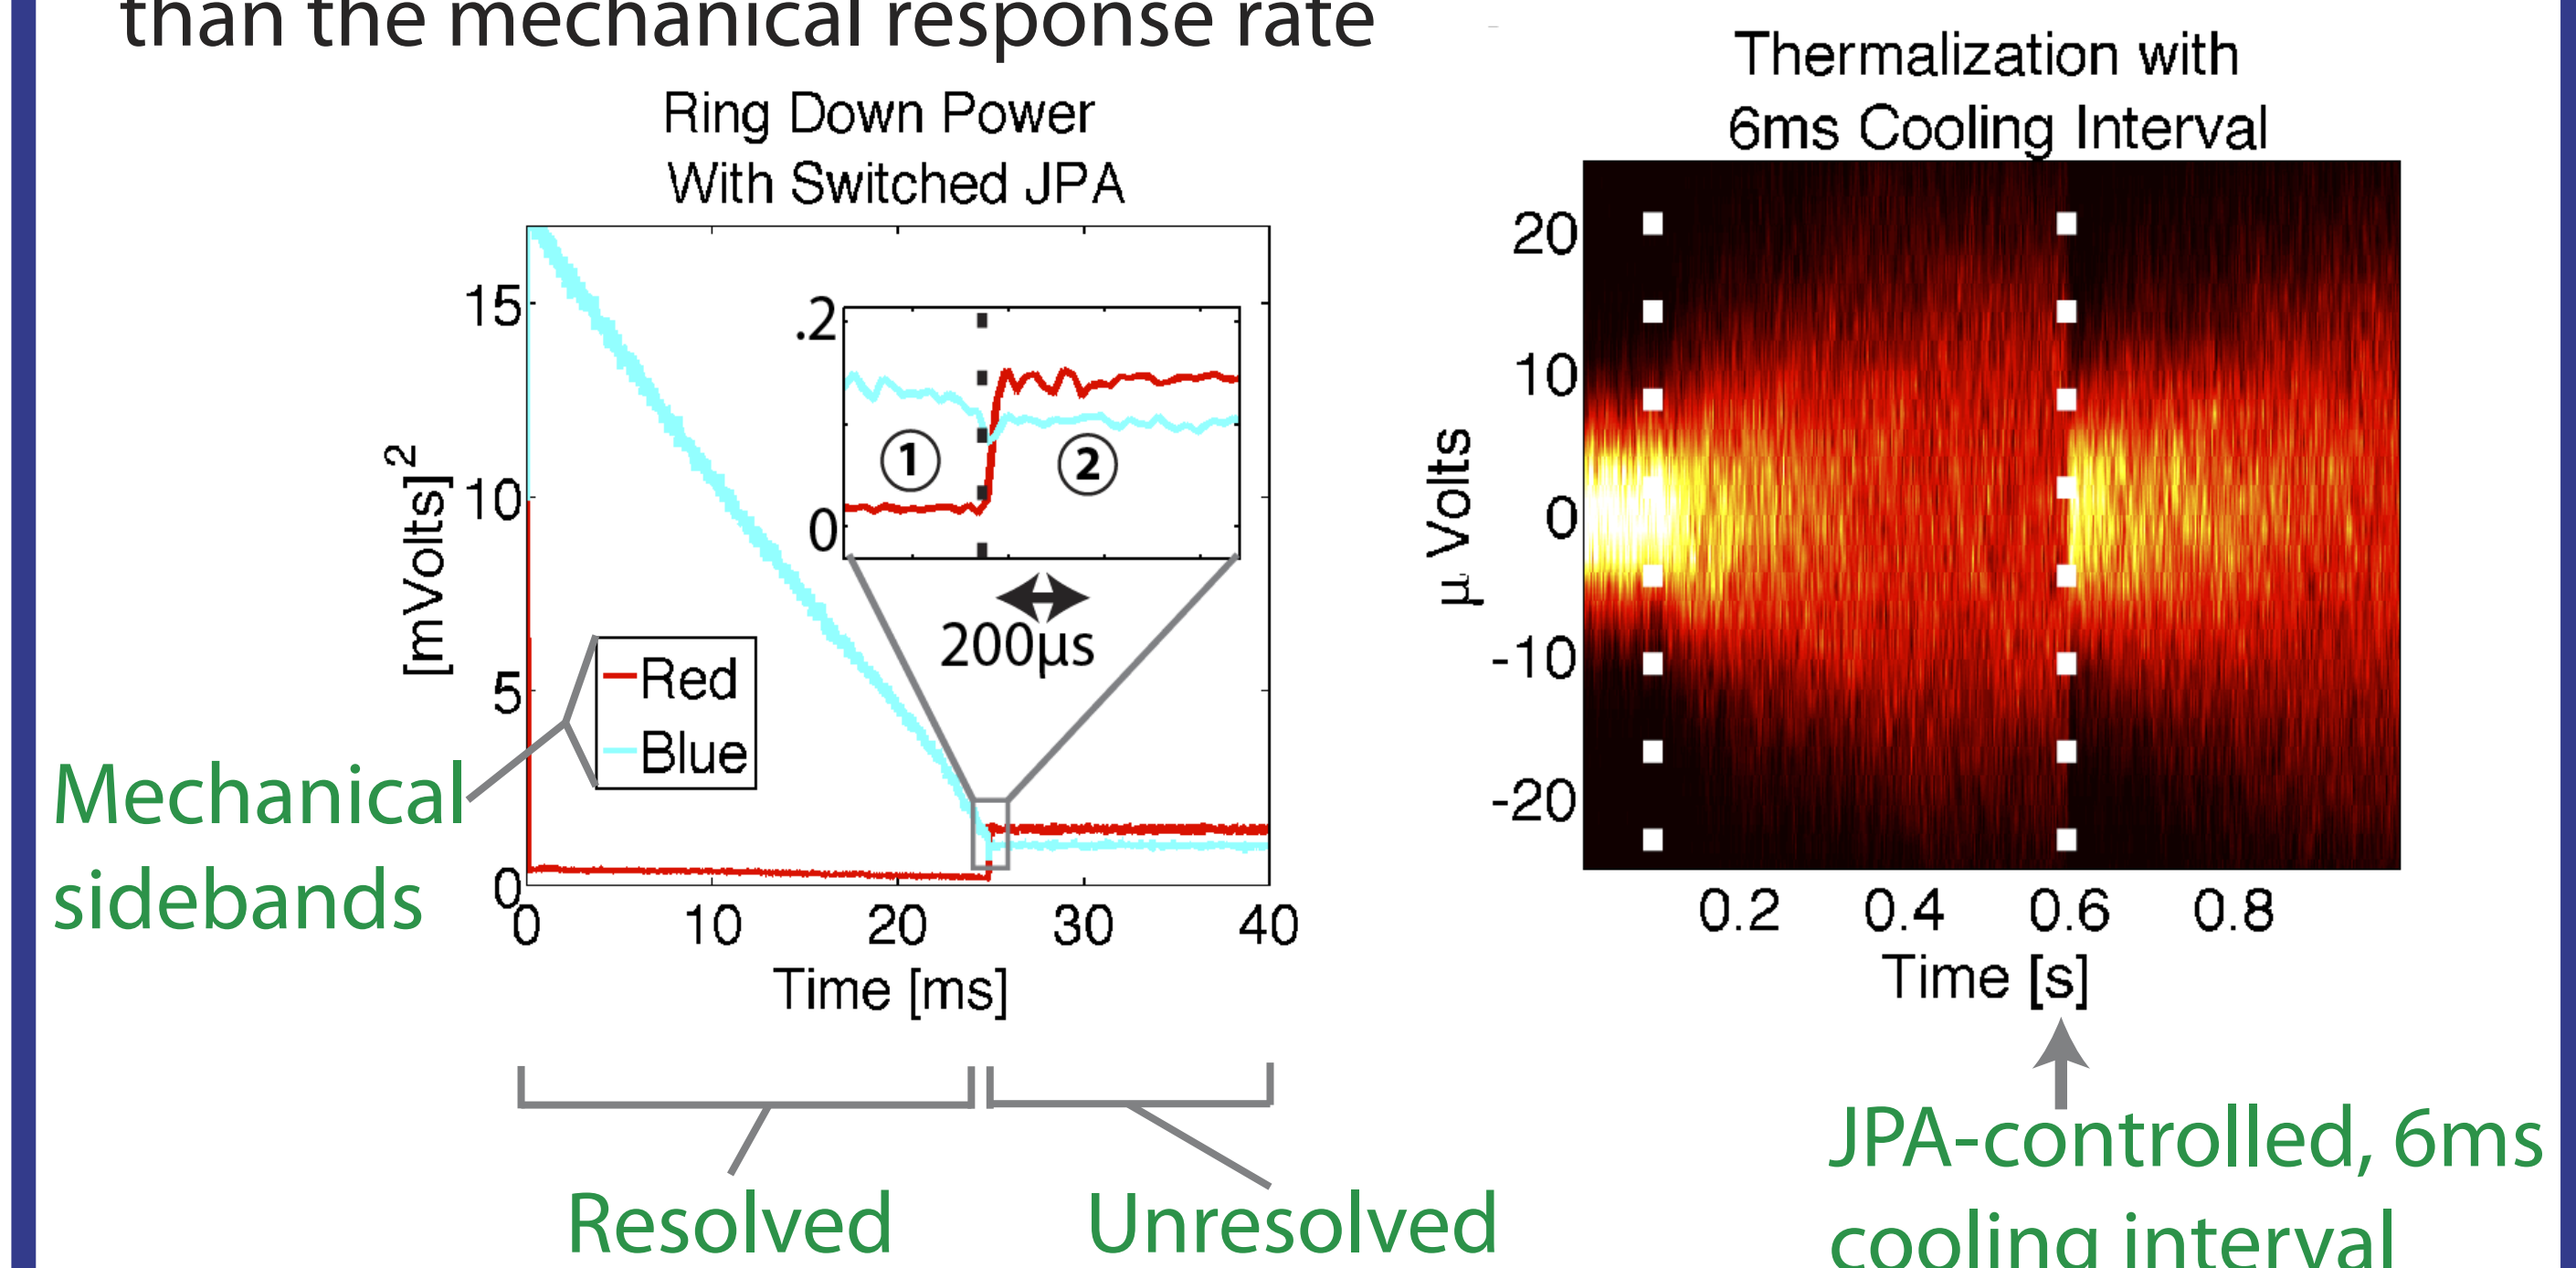 than the mechanical response rate
Ring Down Power
With Switched JPA
[mVolts]²
15
10
5
0
0
10
20
30
40
Time [ms]
.2
0
1
2
200µs
Red
Blue
Mechanical
sidebands
Resolved
Unresolved
Thermalization with
6ms Cooling Interval
µ Volts
20
10
0
-10
-20
0.2
0.4
0.6
0.8
Time [s]
JPA-controlled, 6ms
cooling interval